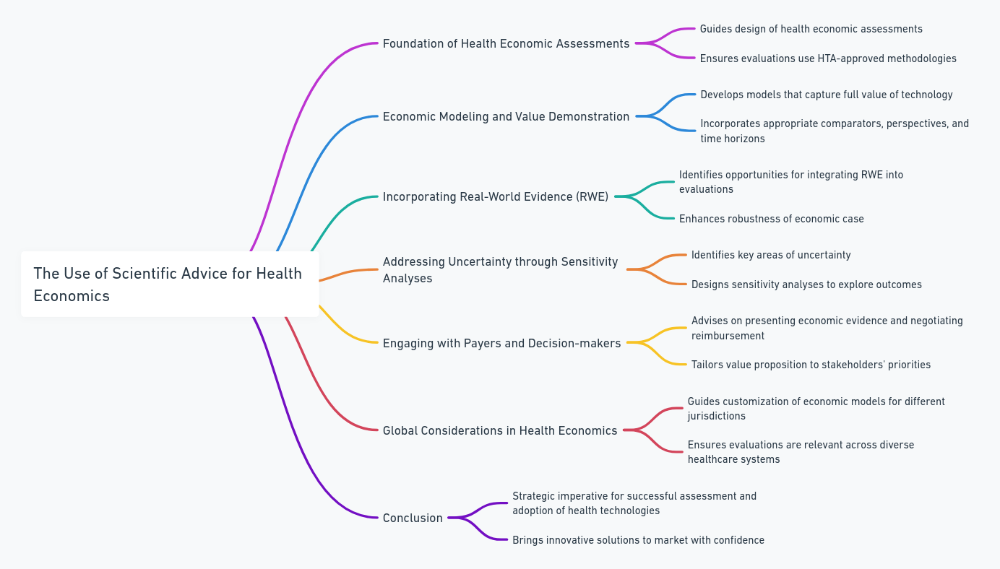 The Use of Scientific Advice for Health
Economics
Foundation of Health Economic Assessments
Guides design of health economic assessments
Ensures evaluations use HTA-approved methodologies
Economic Modeling and Value Demonstration
Develops models that capture full value of technology
Incorporates appropriate comparators, perspectives, and
time horizons
Incorporating Real-World Evidence (RWE)
Identifies opportunities for integrating RWE into
evaluations
Enhances robustness of economic case
Addressing Uncertainty through Sensitivity
Analyses
Identifies key areas of uncertainty
Designs sensitivity analyses to explore outcomes
Engaging with Payers and Decision-makers
Advises on presenting economic evidence and negotiating
reimbursement
Tailors value proposition to stakeholders' priorities
Global Considerations in Health Economics
Guides customization of economic models for different
jurisdictions
Ensures evaluations are relevant across diverse
healthcare systems
Conclusion
Strategic imperative for successful assessment and
adoption of health technologies
Brings innovative solutions to market with confidence